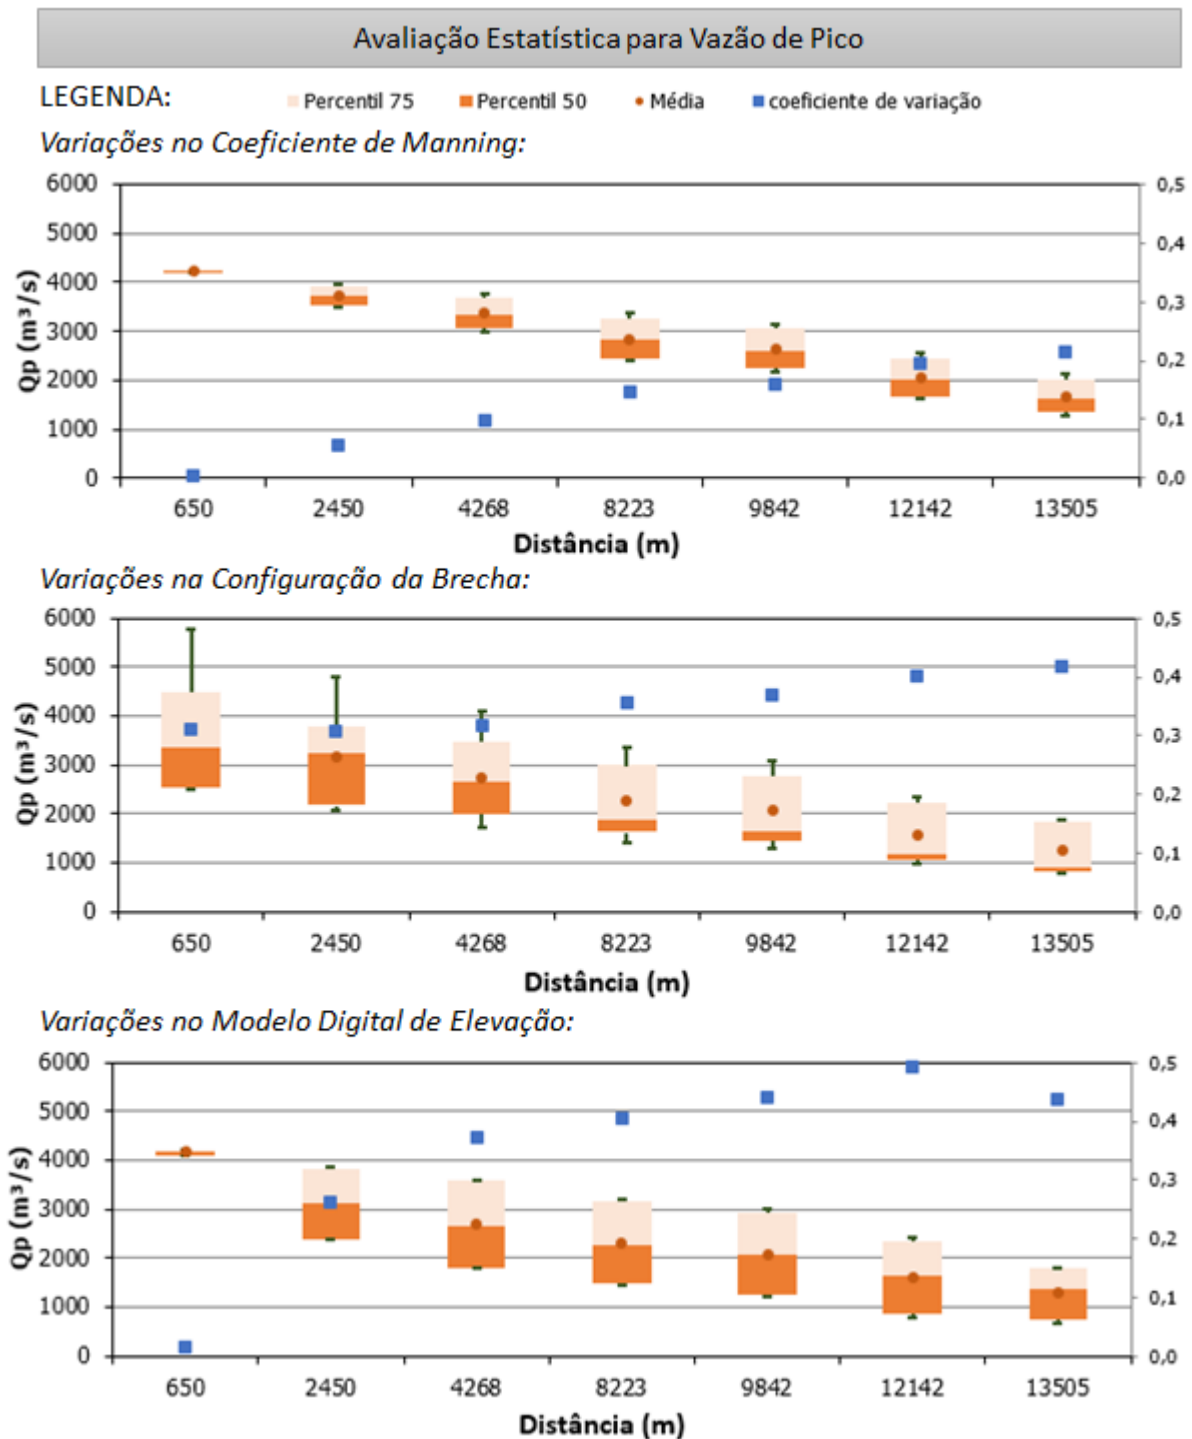 Avaliação Estatística para Vazão de Pico
LEGENDA: Percentil 75 Percentil 50 Média coeficiente de variação
Variações no Coeficiente de Manning:
6000 0,5
5000
0,4
4000
0,3
3000
0,2
2000
1000 0,1
0 0,0
Qp (m³/s)
650 2450 4268 8223 9842 12142 13505
Distância (m)
Variações na Configuração da Brecha:
6000 0,5
5000
0,4
4000
0,3
3000
0,2
2000
1000 0,1
0 0,0
Qp (m³/s)
650 2450 4268 8223 9842 12142 13505
Distância (m)
Variações no Modelo Digital de Elevação:
6000 0,5
5000
0,4
4000
0,3
3000
0,2
2000
1000 0,1
0 0,0
Qp (m³/s)
650 2450 4268 8223 9842 12142 13505
Distância (m)